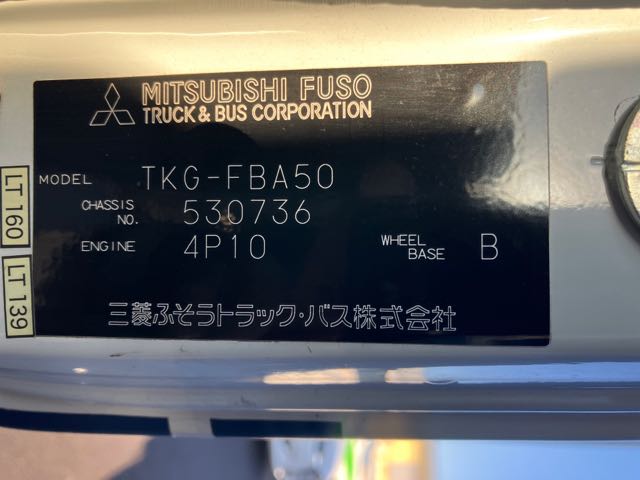 MITSUBISHI FUSO
TRUCK & BUS CORPORATION
MODEL TKG-FBA50
CHASSIS NO. 530736
ENGINE 4P10 WHEEL BASE B
三菱ふそうトラック・バス株式会社
LT 160
LT 139